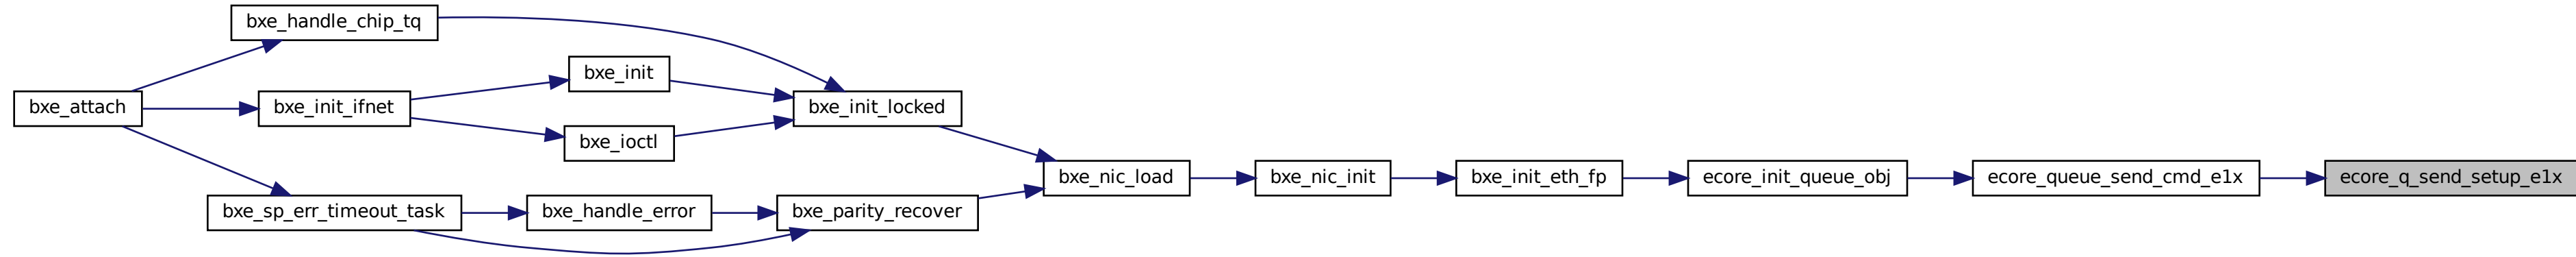 bxe_handle_chip_tq
bxe_init
bxe_attach
bxe_init_ifnet
bxe_init_locked
bxe_ioctl
bxe_nic_load
bxe_nic_init
bxe_init_eth_fp
ecore_init_queue_obj
ecore_queue_send_cmd_e1x
ecore_q_send_setup_e1x
bxe_sp_err_timeout_task
bxe_handle_error
bxe_parity_recover